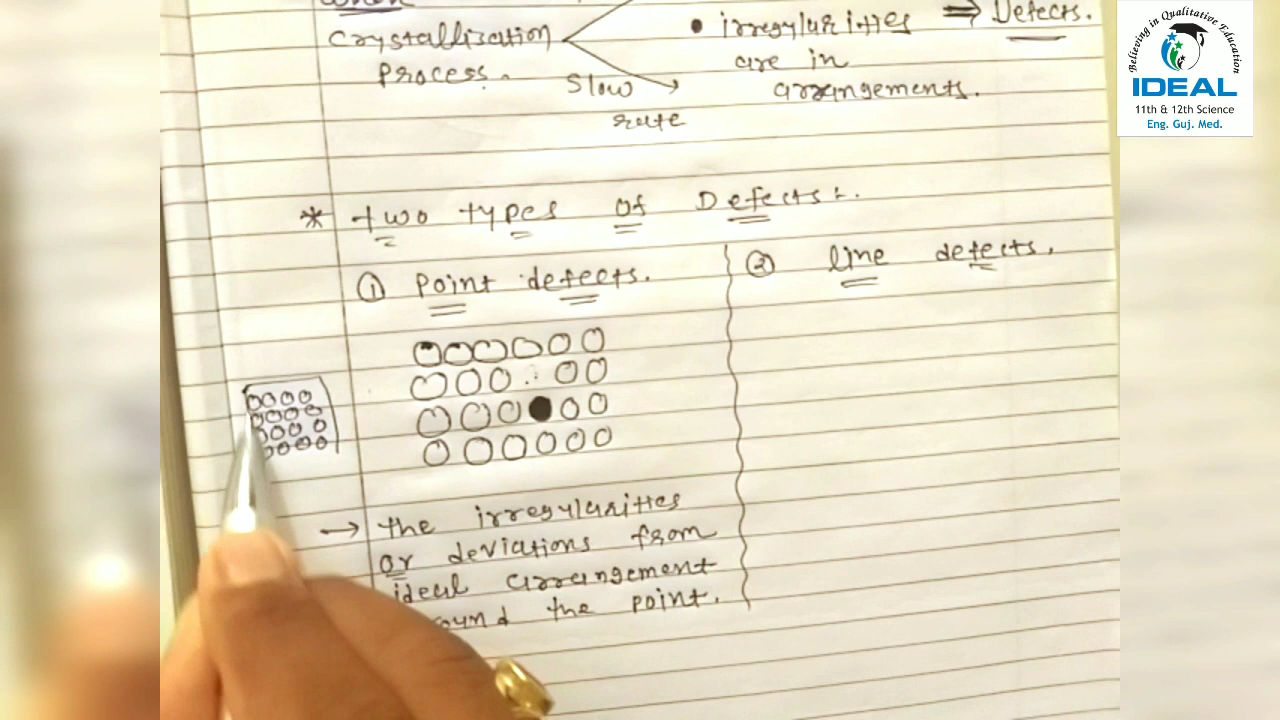 when
crystallisation
process.
Slow
rate
• irregularities ⇒ Defects.
are in
arrangements.
* two types of Defects :.
① point defects.
→ the irregularities
or deviations from
ideal arrangement
the point.
② line defects.
Believing in Qualitative Education
IDEAL
11th & 12th Science
Eng. Guj. Med.